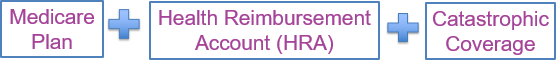 Medicare
Plan
Health Reimbursement
Account (HRA)
Catastrophic
Coverage